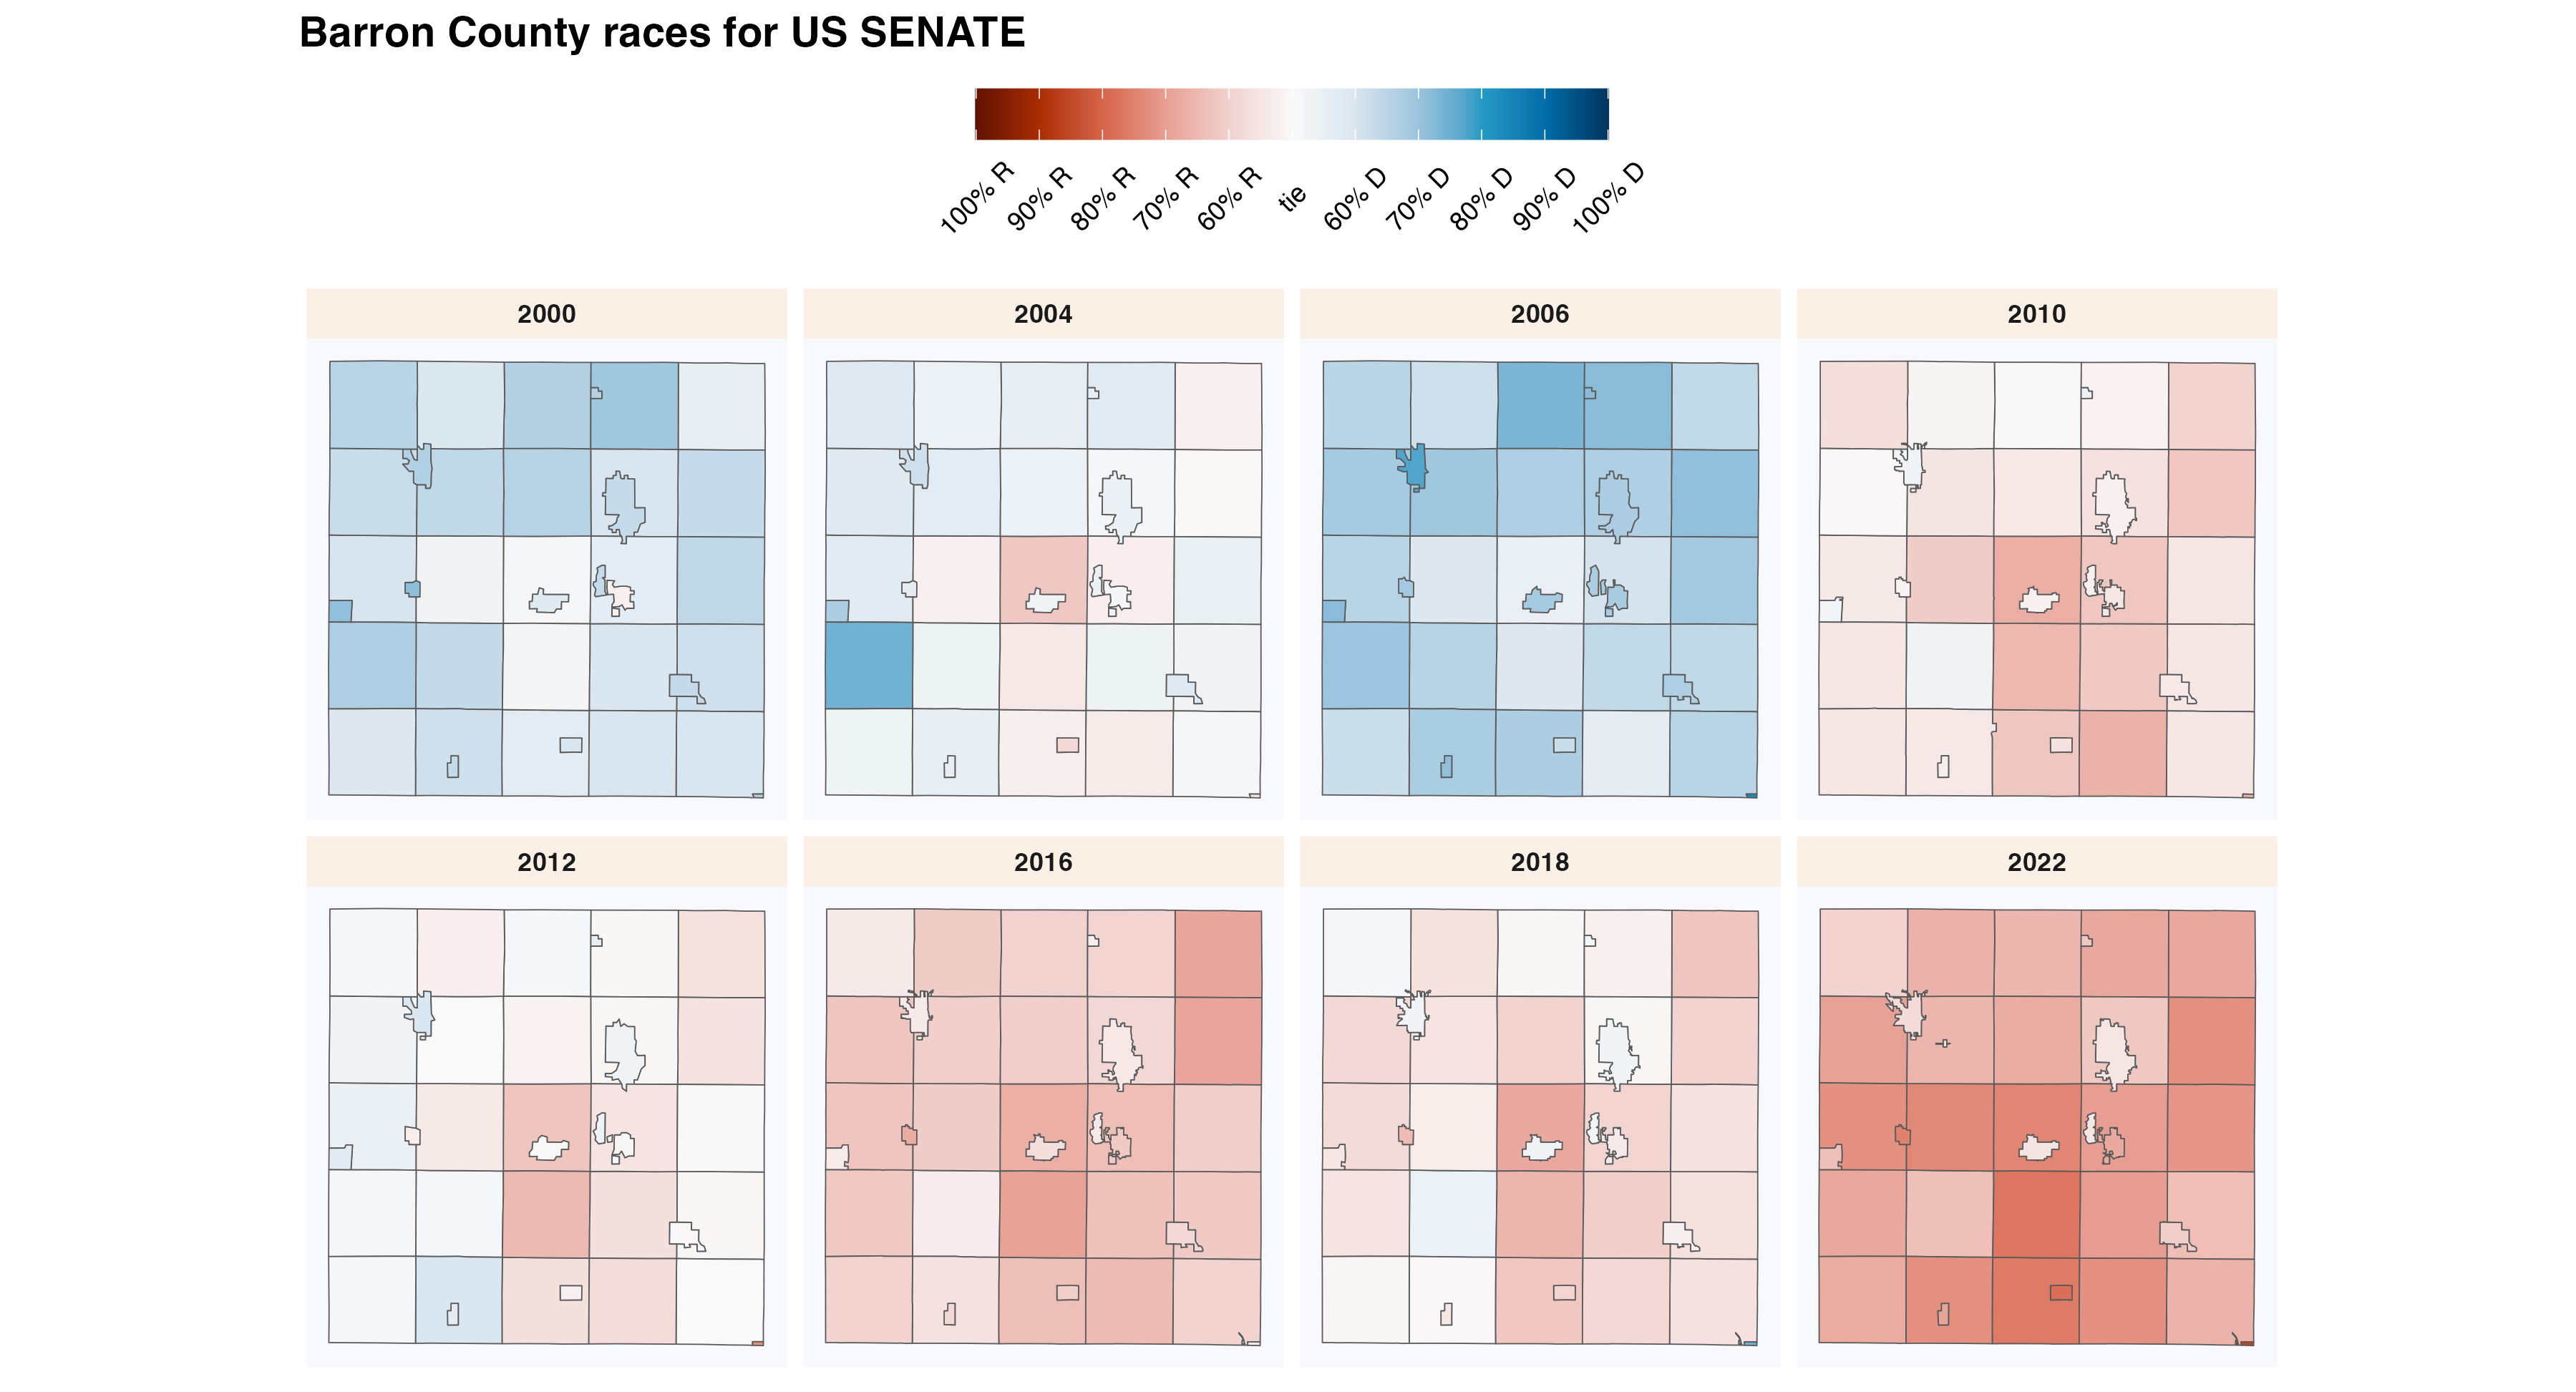 Barron County races for US SENATE
100% R 90% R 80% R 70% R 60% R tie 60% D 70% D 80% D 90% D 100% D
2000 2004 2006 2010
2012 2016 2018 2022